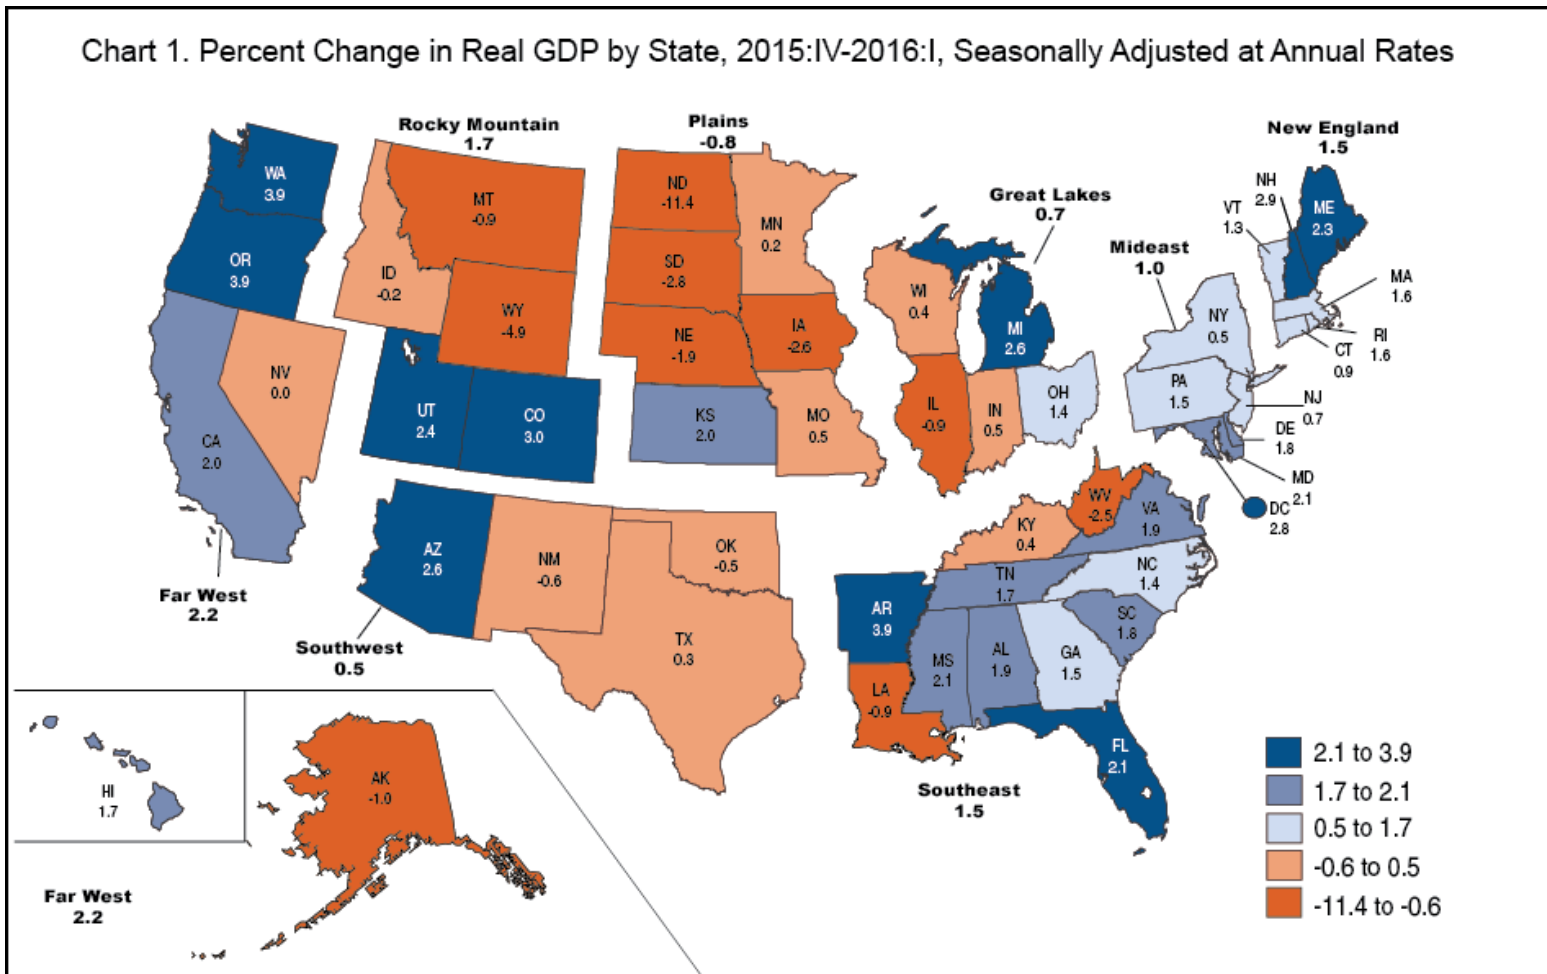 Chart 1. Percent Change in Real GDP by State, 2015:IV-2016:I, Seasonally Adjusted at Annual Rates
Rocky Mountain
1.7
Plains
-0.8
New England
1.5
Great Lakes
0.7
Mideast
1.0
WA
3.9
OR
3.9
CA
2.0
NV
0.0
ID
-0.2
MT
-0.9
WY
-4.9
UT
2.4
CO
3.0
ND
-11.4
SD
-2.8
NE
-1.9
KS
2.0
MN
0.2
IA
-2.6
MO
0.5
WI
0.4
MI
2.6
IL
-0.9
IN
0.5
OH
1.4
NH
2.9
VT
1.3
ME
2.3
MA
1.6
RI
1.6
CT
0.9
NY
0.5
PA
1.5
NJ
0.7
DE
1.8
MD
2.1
DC
2.8
AZ
2.6
NM
-0.6
OK
-0.5
TX
0.3
AR
3.9
LA
-0.9
MS
2.1
AL
1.9
GA
1.5
FL
2.1
SC
1.8
NC
1.4
TN
1.7
KY
0.4
WV
-2.5
VA
1.9
Far West
2.2
Southwest
0.5
Southeast
1.5
HI
1.7
AK
-1.0
Far West
2.2
2.1 to 3.9
1.7 to 2.1
0.5 to 1.7
-0.6 to 0.5
-11.4 to -0.6